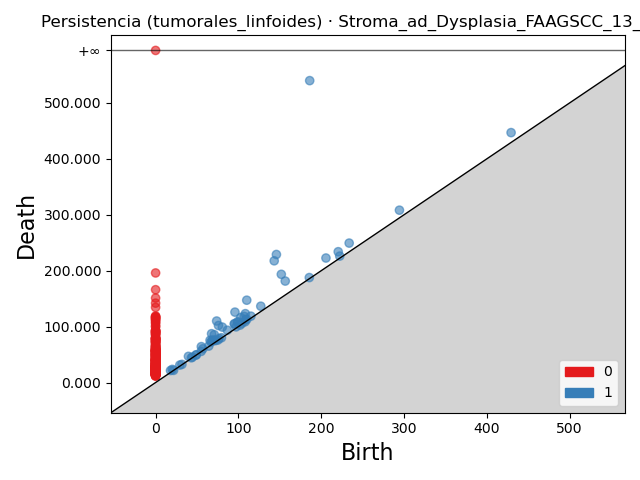 Persistencia (tumorales_linfoides) · Stroma_ad_Dysplasia_FAAGSCC_13_
+∞
500.000
400.000
300.000
200.000
100.000
0.000
Death
0
1
0 100 200 300 400 500
Birth